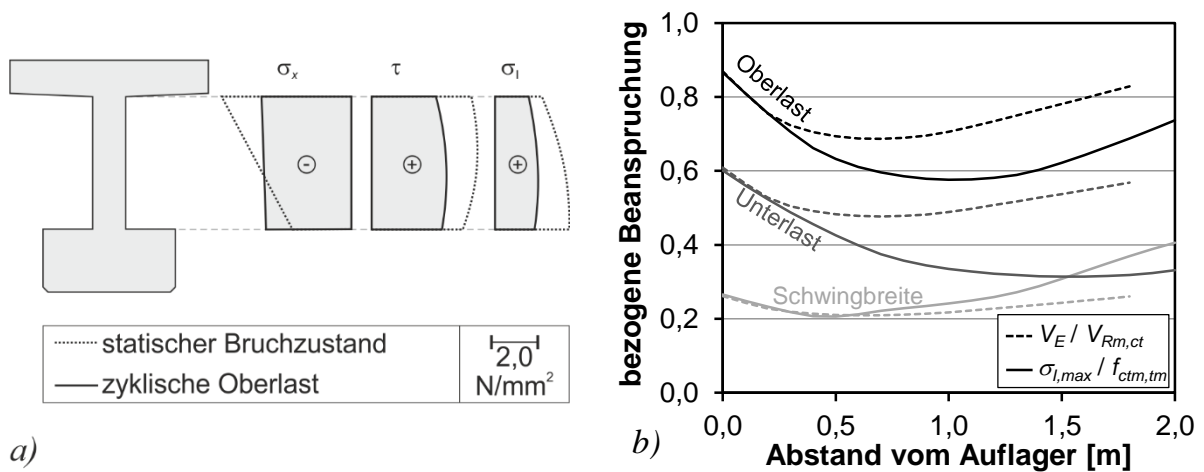 σx
τ
σI
-
+
+
statischer Bruchzustand
zyklische Oberlast
2,0
N/mm²
a)
bezogene Beanspruchung
1,0
0,8
0,6
0,4
0,2
0,0
Oberlast
Unterlast
Schwingbreite
VE / VRm,ct
σI,max / fctm,tm
0,0 0,5 1,0 1,5 2,0
Abstand vom Auflager [m]
b)